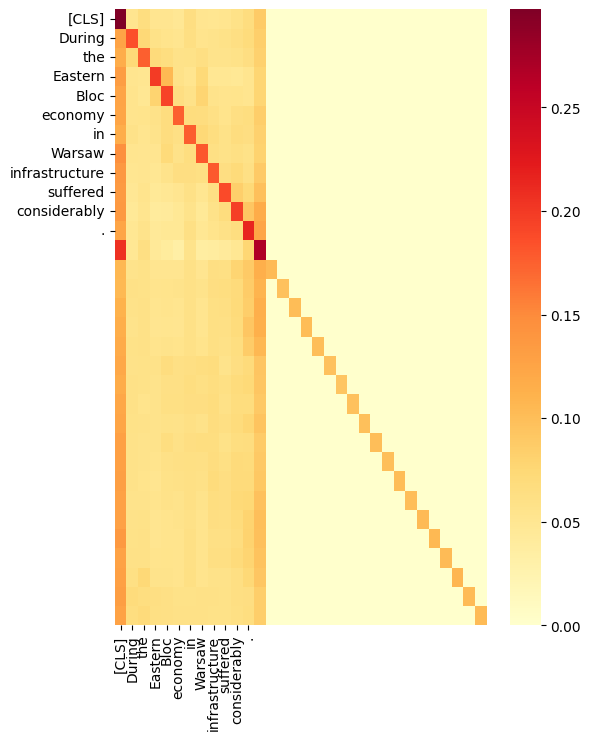 [CLS]
During
the
Eastern
Bloc
economy
in
Warsaw
infrastructure
suffered
considerably
.
0.25
0.20
0.15
0.10
0.05
0.00
[CLS]
During
the
Eastern
Bloc
economy
in
Warsaw
infrastructure
suffered
considerably
.